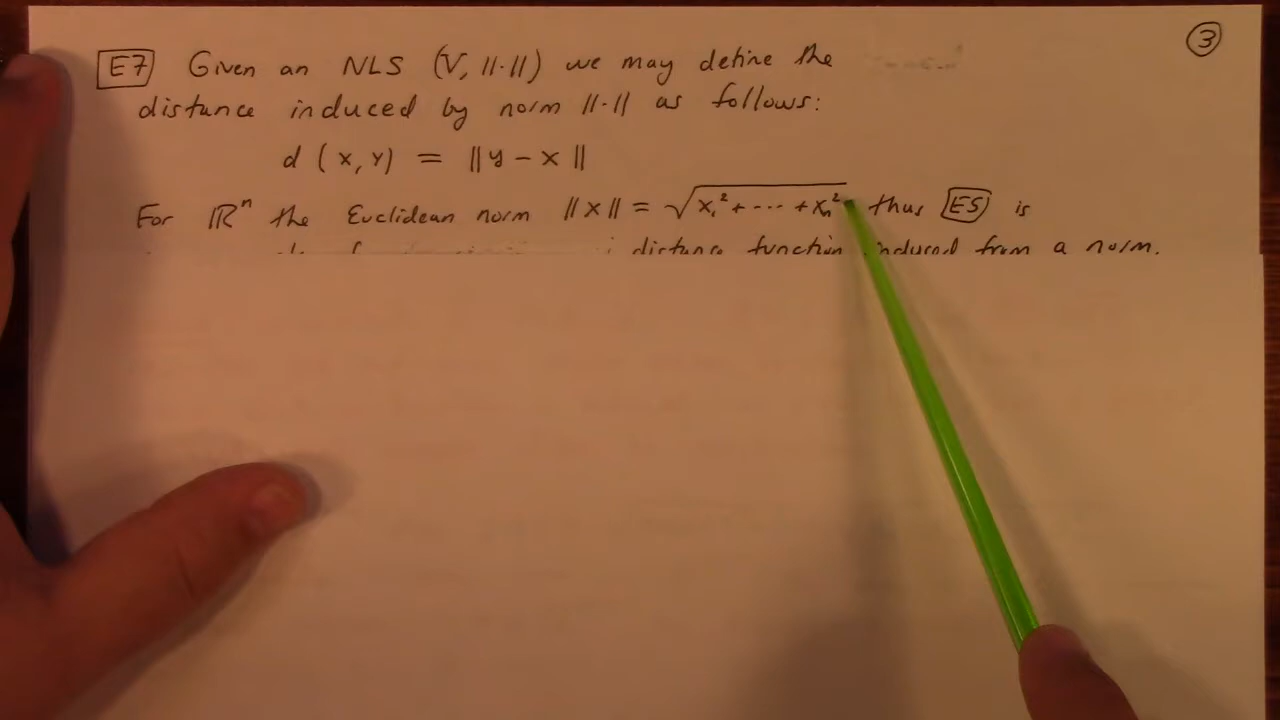 ③
E7 Given an NLS (V, ||·||) we may define the
distance induced by norm ||·|| as follows:
d (x, y) = ||y - x||
For ℝⁿ the Euclidean norm ||x|| = √(x₁² + ··· + xₙ²) thus E5 is
distance function induced from a norm.